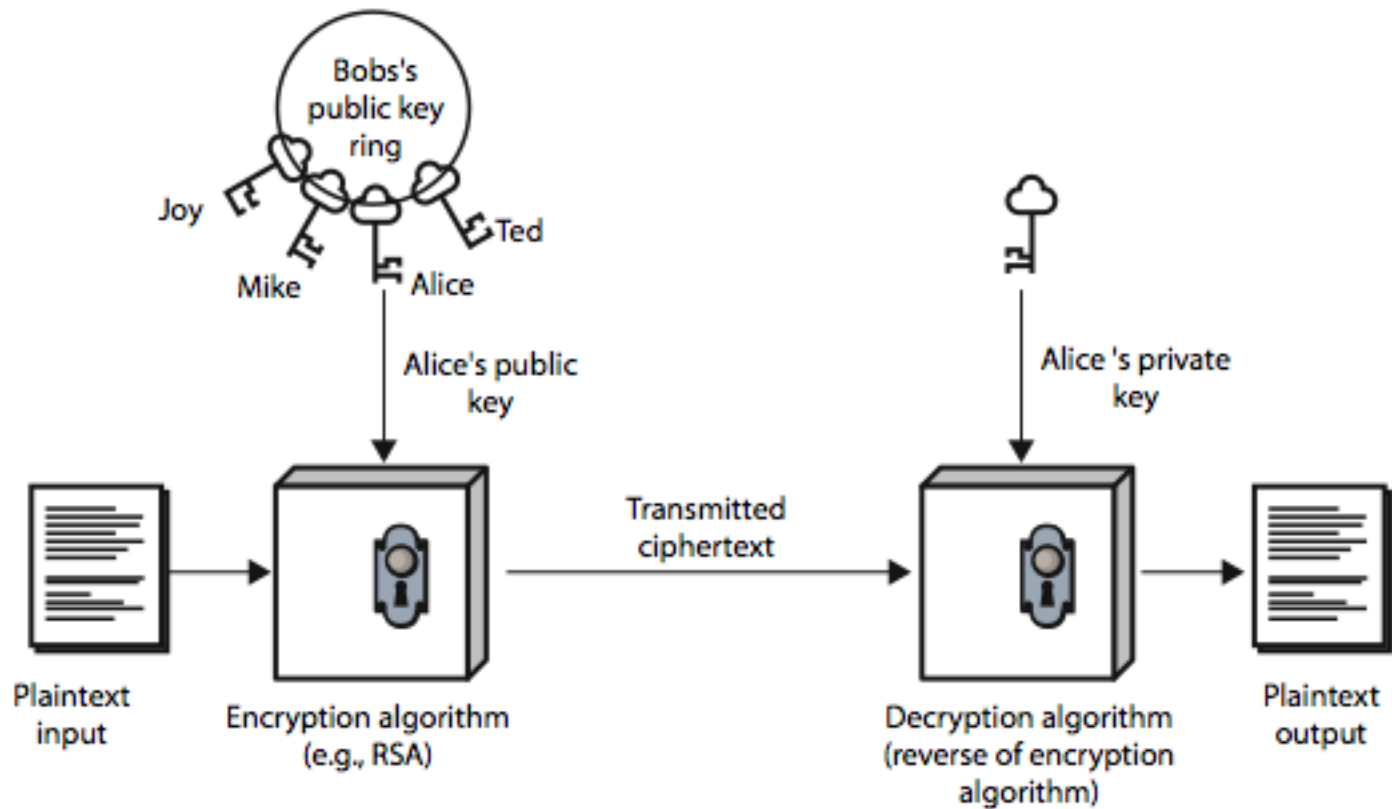 Bobs's
public key
ring
Joy
Ted
Mike
Alice
Alice's public
key
Alice 's private
key
Transmitted
ciphertext
Plaintext
input
Encryption algorithm
(e.g., RSA)
Decryption algorithm
(reverse of encryption
algorithm)
Plaintext
output